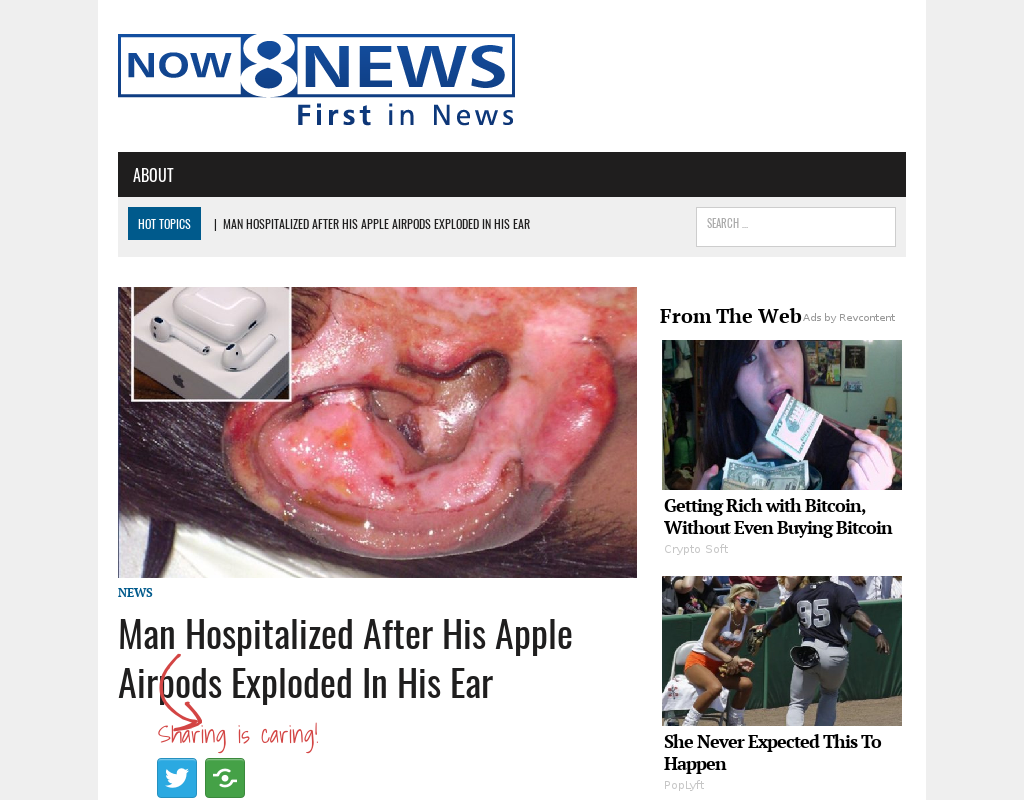 NOW 8 NEWS
First in News
ABOUT
HOT TOPICS | MAN HOSPITALIZED AFTER HIS APPLE AIRPODS EXPLODED IN HIS EAR
SEARCH ...
From The Web Ads by Revcontent
Getting Rich with Bitcoin,
Without Even Buying Bitcoin
Crypto Soft
95
She Never Expected This To
Happen
PopLyft
NEWS
Man Hospitalized After His Apple
Airpods Exploded In His Ear
Sharing is caring!